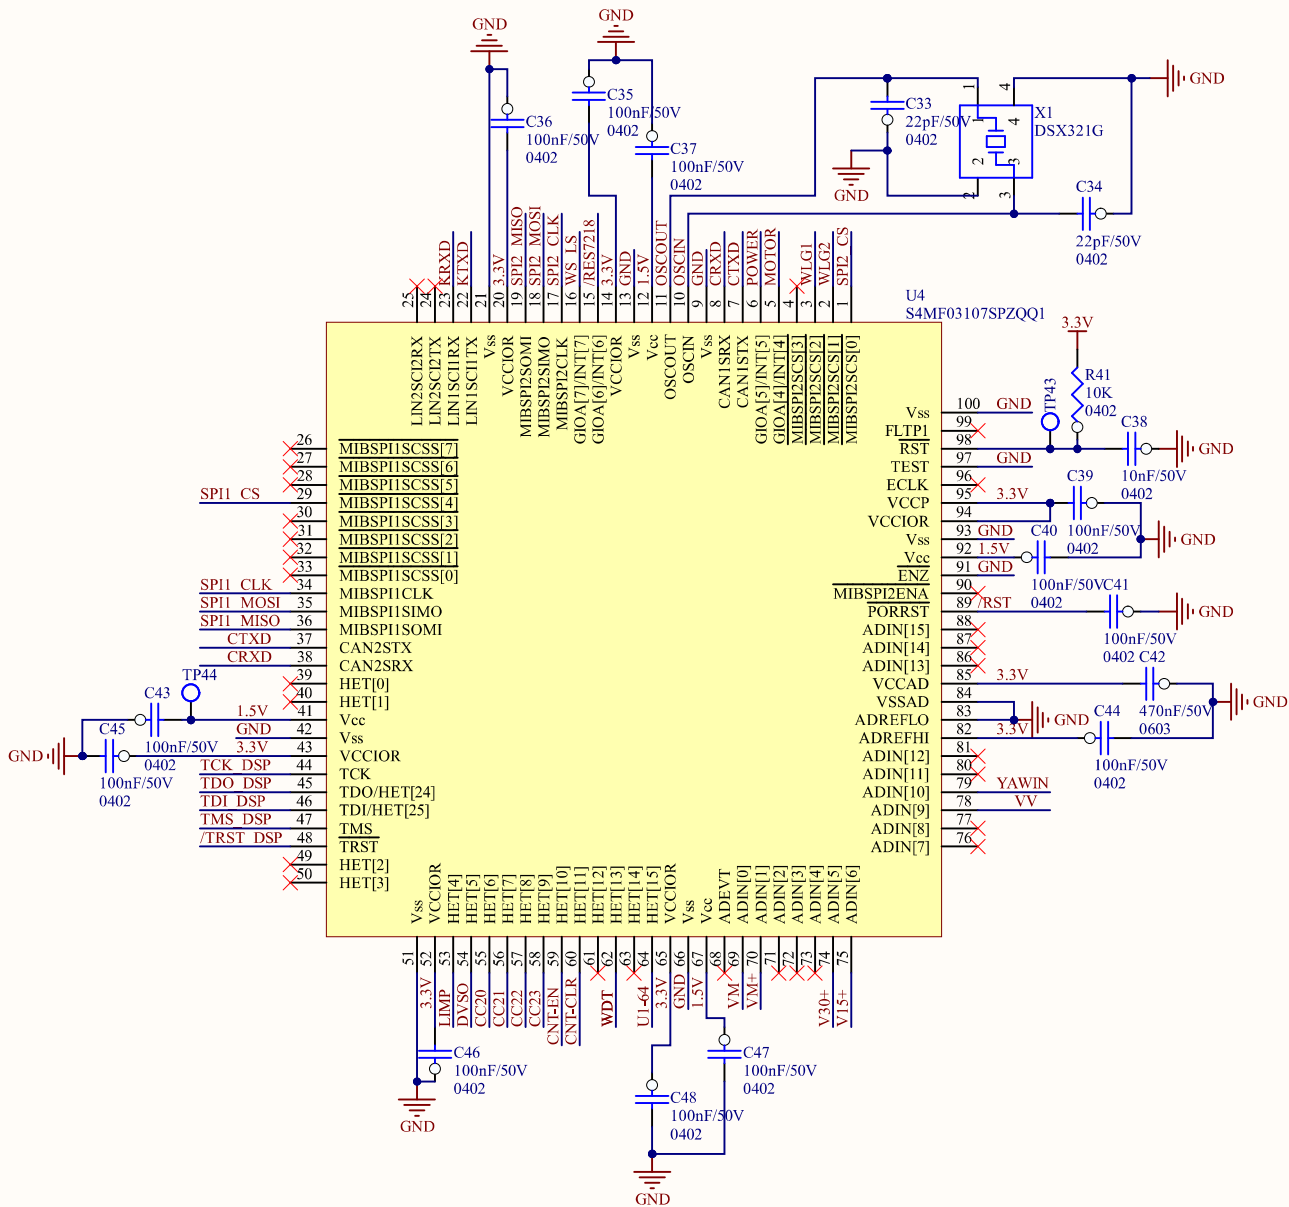 GND
GND
C36
100nF/50V
0402
C35
100nF/50V
0402
C37
100nF/50V
0402
C33
22pF/50V
0402
GND
1
4
1
4
2
3
2
3
X1
DSX321G
GND
C34
22pF/50V
0402
KRXD
KTXD
3.3V
SPI2_MISO
SPI2_MOSI
SPI2_CLK
WS_LS
/RES7218
3.3V
GND
1.5V
OSCOUT
OSCIN
GND
CRXD
CTXD
POWER
MOTOR
WLG1
WLG2
SPI2_CS
25
24
23
22
21
20
19
18
17
16
15
14
13
12
11
10
9
8
7
6
5
4
3
2
1
LIN2SCI2RX
LIN2SCI2TX
LIN1SCI1RX
LIN1SCI1TX
Vss
VCCIOR
MIBSPI2SOMI
MIBSPI2SIMO
MIBSPI2CLK
GIOA[7]/INT[7]
GIOA[6]/INT[6]
VCCIOR
Vss
Vcc
OSCOUT
OSCIN
Vss
CAN1SRX
CAN1STX
GIOA[5]/INT[5]
GIOA[4]/INT[4]
MIBSPI2SCS[3]
MIBSPI2SCS[2]
MIBSPI2SCS[1]
MIBSPI2SCS[0]
U4
S4MF03107SPZQQ1
26 MIBSPI1SCSS[7]
27 MIBSPI1SCSS[6]
28 MIBSPI1SCSS[5]
SPI1_CS 29 MIBSPI1SCSS[4]
30 MIBSPI1SCSS[3]
31 MIBSPI1SCSS[2]
32 MIBSPI1SCSS[1]
33 MIBSPI1SCSS[0]
SPI1_CLK 34 MIBSPI1CLK
SPI1_MOSI 35 MIBSPI1SIMO
SPI1_MISO 36 MIBSPI1SOMI
CTXD 37 CAN2STX
CRXD 38 CAN2SRX
39 HET[0]
40 HET[1]
1.5V 41 Vcc
GND 42 Vss
3.3V 43 VCCIOR
TCK_DSP 44 TCK
TDO_DSP 45 TDO/HET[24]
TDI_DSP 46 TDI/HET[25]
TMS_DSP 47 TMS
/TRST_DSP 48 TRST
49 HET[2]
50 HET[3]
TP44
C43
100nF/50V
0402
C45
100nF/50V
0402
GND
Vss 100 GND
FLTP1 99
RST 98
TEST 97 GND
ECLK 96
VCCP 95 3.3V
VCCIOR 94
Vss 93 GND
Vcc 92 1.5V
ENZ 91 GND
MIBSPI2ENA 90
PORRST 89 /RST
ADIN[15] 88
ADIN[14] 87
ADIN[13] 86
VCCAD 85 3.3V
VSSAD 84
ADREFLO 83
ADREFHI 82 3.3V
ADIN[12] 81
ADIN[11] 80
ADIN[10] 79 YAWIN
ADIN[9] 78 VV
ADIN[8] 77
ADIN[7] 76
3.3V
R41
10K
0402
TP43
C38
10nF/50V
0402
GND
C39
100nF/50V
0402
GND
C40
100nF/50V
0402
C41
100nF/50V
0402
GND
C42
470nF/50V
0603
GND
GND
C44
100nF/50V
0402
Vss
VCCIOR
HET[4]
HET[5]
HET[6]
HET[7]
HET[8]
HET[9]
HET[10]
HET[11]
HET[12]
HET[13]
HET[14]
HET[15]
VCCIOR
Vss
Vcc
ADEVT
ADIN[0]
ADIN[1]
ADIN[2]
ADIN[3]
ADIN[4]
ADIN[5]
ADIN[6]
51
52
53
54
55
56
57
58
59
60
61
62
63
64
65
66
67
68
69
70
71
72
73
74
75
3.3V
LIMP
DVSO
CC20
CC21
CC22
CC23
CNT-EN
CNT-CLR
WDT
U1-64
3.3V
GND
1.5V
VM-
VM+
V30+
V15+
C46
100nF/50V
0402
GND
C47
100nF/50V
0402
C48
100nF/50V
0402
GND